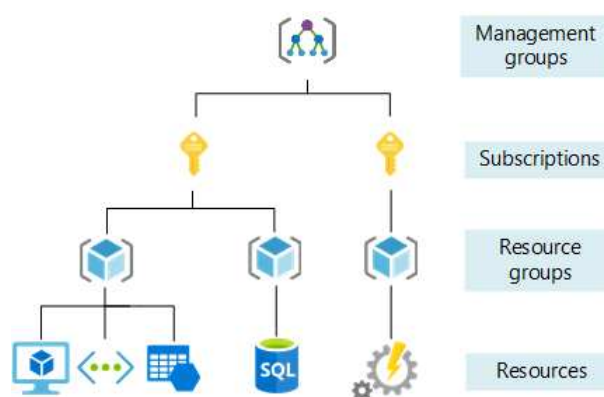 Management
groups
Subscriptions
Resource
groups
SQL
Resources